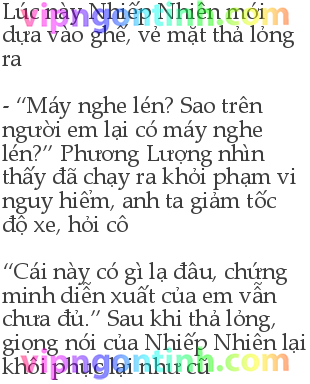 Lúc này Nhiếp Nhiên mới
vipngontinh.com
dựa vào ghế, vẻ mặt thả lỏng
ra
- “Máy nghe lén? Sao trên
người em lại có máy nghe
lén?” Phương Lượng nhìn
thấy đã chạy ra khỏi phạm vi
nguy hiểm, anh ta giảm tốc
độ xe, hỏi cô
“Cái này có gì lạ đâu, chứng
minh diễn xuất của em vẫn
chưa đủ.” Sau khi thả lỏng,
giọng nói của Nhiếp Nhiên lại
khôi phục lại như cũ
vipngontinh.com